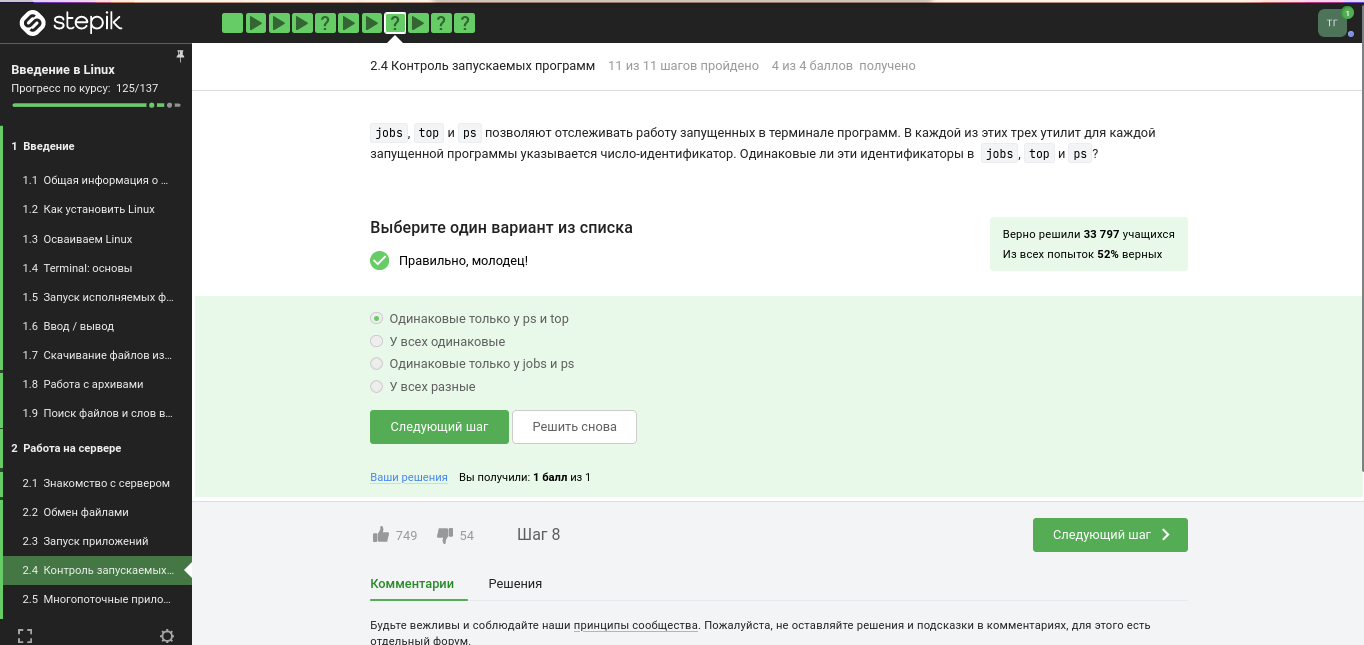 stepik
?
?
?
?
ТГ
1
Введение в Linux
Прогресс по курсу: 125/137
1 Введение
1.1 Общая информация о ...
1.2 Как установить Linux
1.3 Осваиваем Linux
1.4 Terminal: основы
1.5 Запуск исполняемых ф...
1.6 Ввод / вывод
1.7 Скачивание файлов из...
1.8 Работа с архивами
1.9 Поиск файлов и слов в...
2 Работа на сервере
2.1 Знакомство с сервером
2.2 Обмен файлами
2.3 Запуск приложений
2.4 Контроль запускаемых...
2.5 Многопоточные прило...
2.4 Контроль запускаемых программ 11 из 11 шагов пройдено 4 из 4 баллов получено
jobs, top и ps позволяют отслеживать работу запущенных в терминале программ. В каждой из этих трех утилит для каждой
запущенной программы указывается число-идентификатор. Одинаковые ли эти идентификаторы в jobs, top и ps?
Выберите один вариант из списка
Правильно, молодец!
Верно решили 33 797 учащихся
Из всех попыток 52% верных
Одинаковые только у ps и top
У всех одинаковые
Одинаковые только у jobs и ps
У всех разные
Следующий шаг
Решить снова
Ваши решения Вы получили: 1 балл из 1
749 54 Шаг 8
Следующий шаг
Комментарии Решения
Будьте вежливы и соблюдайте наши принципы сообщества. Пожалуйста, не оставляйте решения и подсказки в комментариях, для этого есть
отдельный форум.